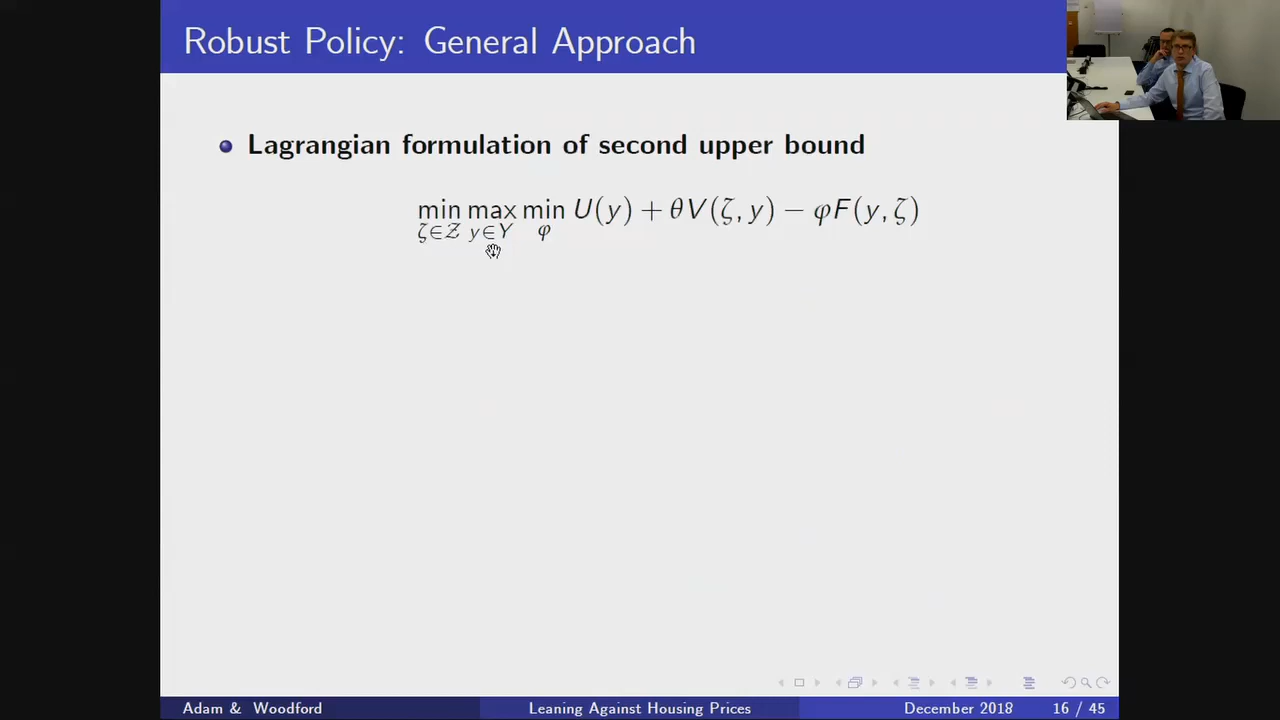 Robust Policy: General Approach
Lagrangian formulation of second upper bound
min max min U(y) + θV(ζ, y) − φF(y, ζ)
ζ∈Z y∈Y φ
Adam & Woodford Leaning Against Housing Prices December 2018 16 / 45